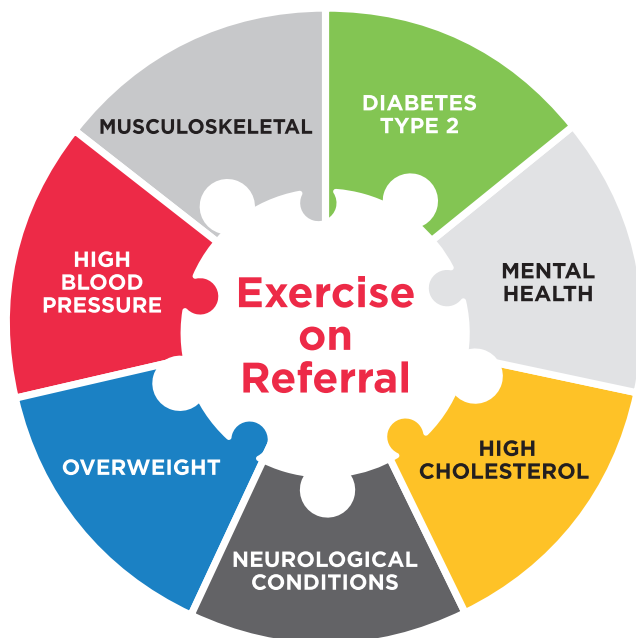 DIABETES
TYPE 2
MENTAL
HEALTH
HIGH
CHOLESTEROL
NEUROLOGICAL
CONDITIONS
OVERWEIGHT
HIGH
BLOOD
PRESSURE
MUSCULOSKELETAL
Exercise
on
Referral